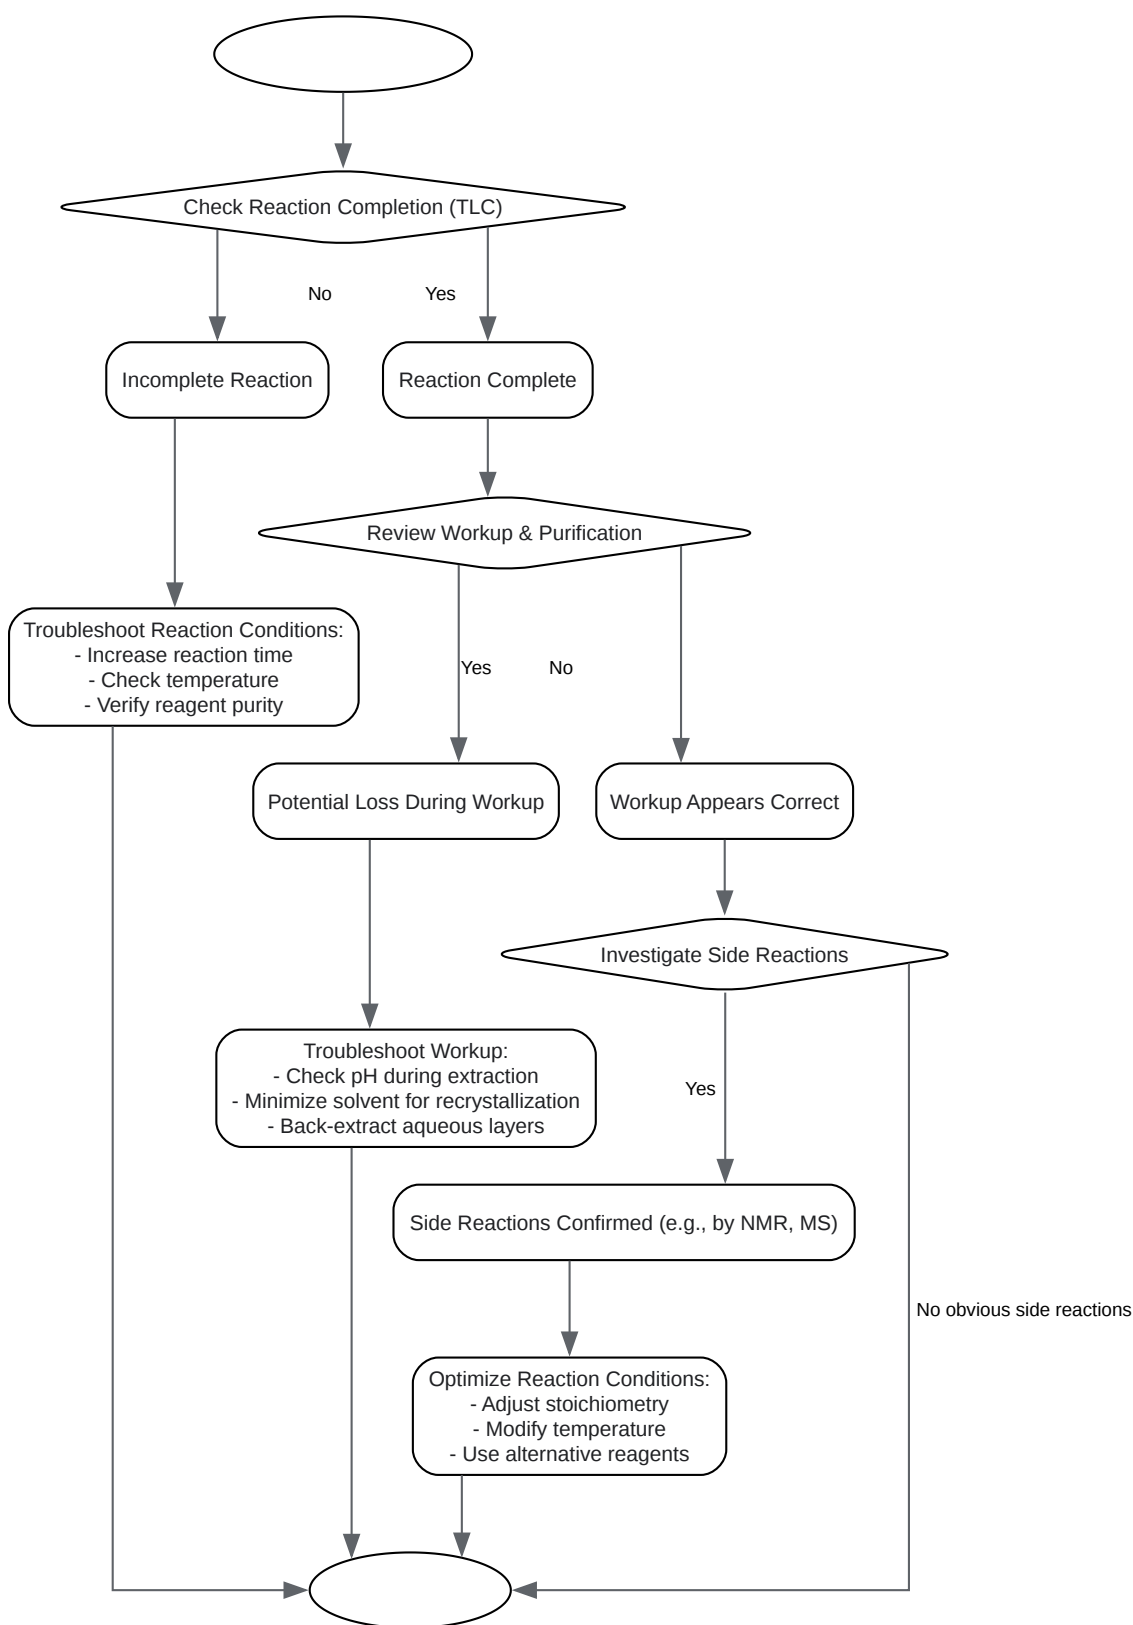 Check Reaction Completion (TLC)
No
Yes
Incomplete Reaction
Reaction Complete
Review Workup & Purification
Troubleshoot Reaction Conditions:
- Increase reaction time
- Check temperature
- Verify reagent purity
Yes
No
Potential Loss During Workup
Workup Appears Correct
Investigate Side Reactions
Troubleshoot Workup:
- Check pH during extraction
- Minimize solvent for recrystallization
- Back-extract aqueous layers
Yes
Side Reactions Confirmed (e.g., by NMR, MS)
No obvious side reactions
Optimize Reaction Conditions:
- Adjust stoichiometry
- Modify temperature
- Use alternative reagents